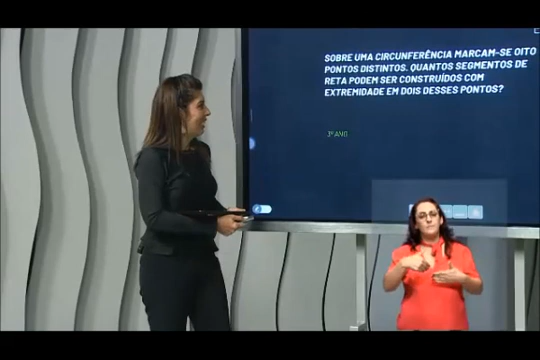 SOBRE UMA CIRCUNFERÊNCIA MARCAM-SE OITO
PONTOS DISTINTOS. QUANTOS SEGMENTOS DE
RETA PODEM SER CONSTRUÍDOS COM
EXTREMIDADE EM DOIS DESSES PONTOS?